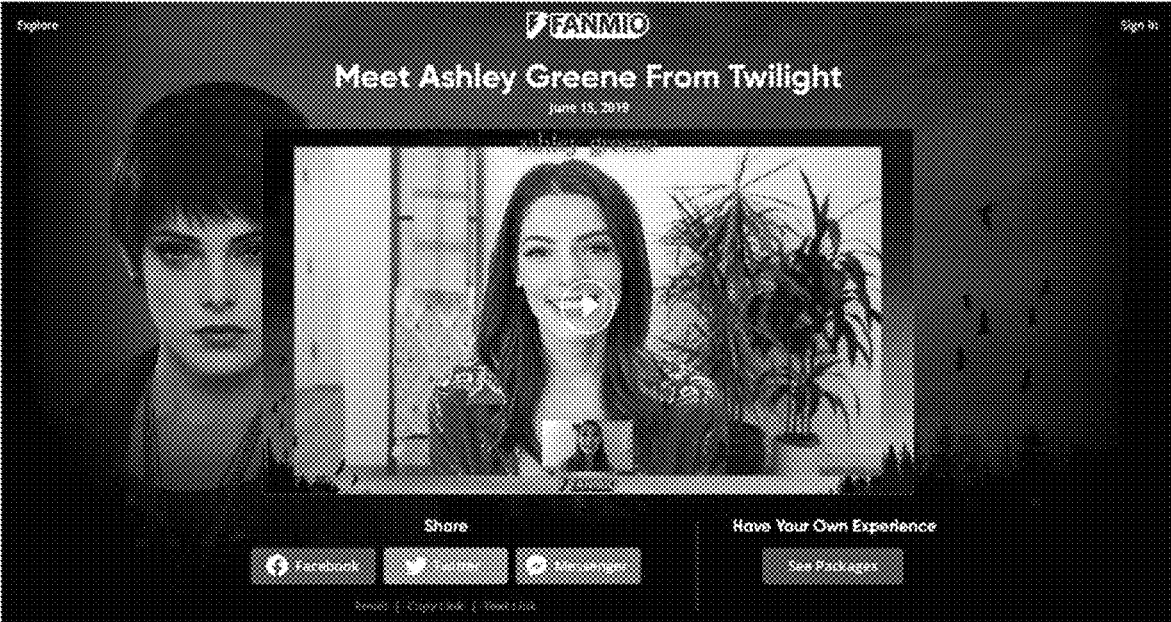 Explore
FANMIO
Sign In
Meet Ashley Greene From Twilight
June 15, 2019
Share
Have Your Own Experience
Facebook
Twitter
Messenger
See Packages